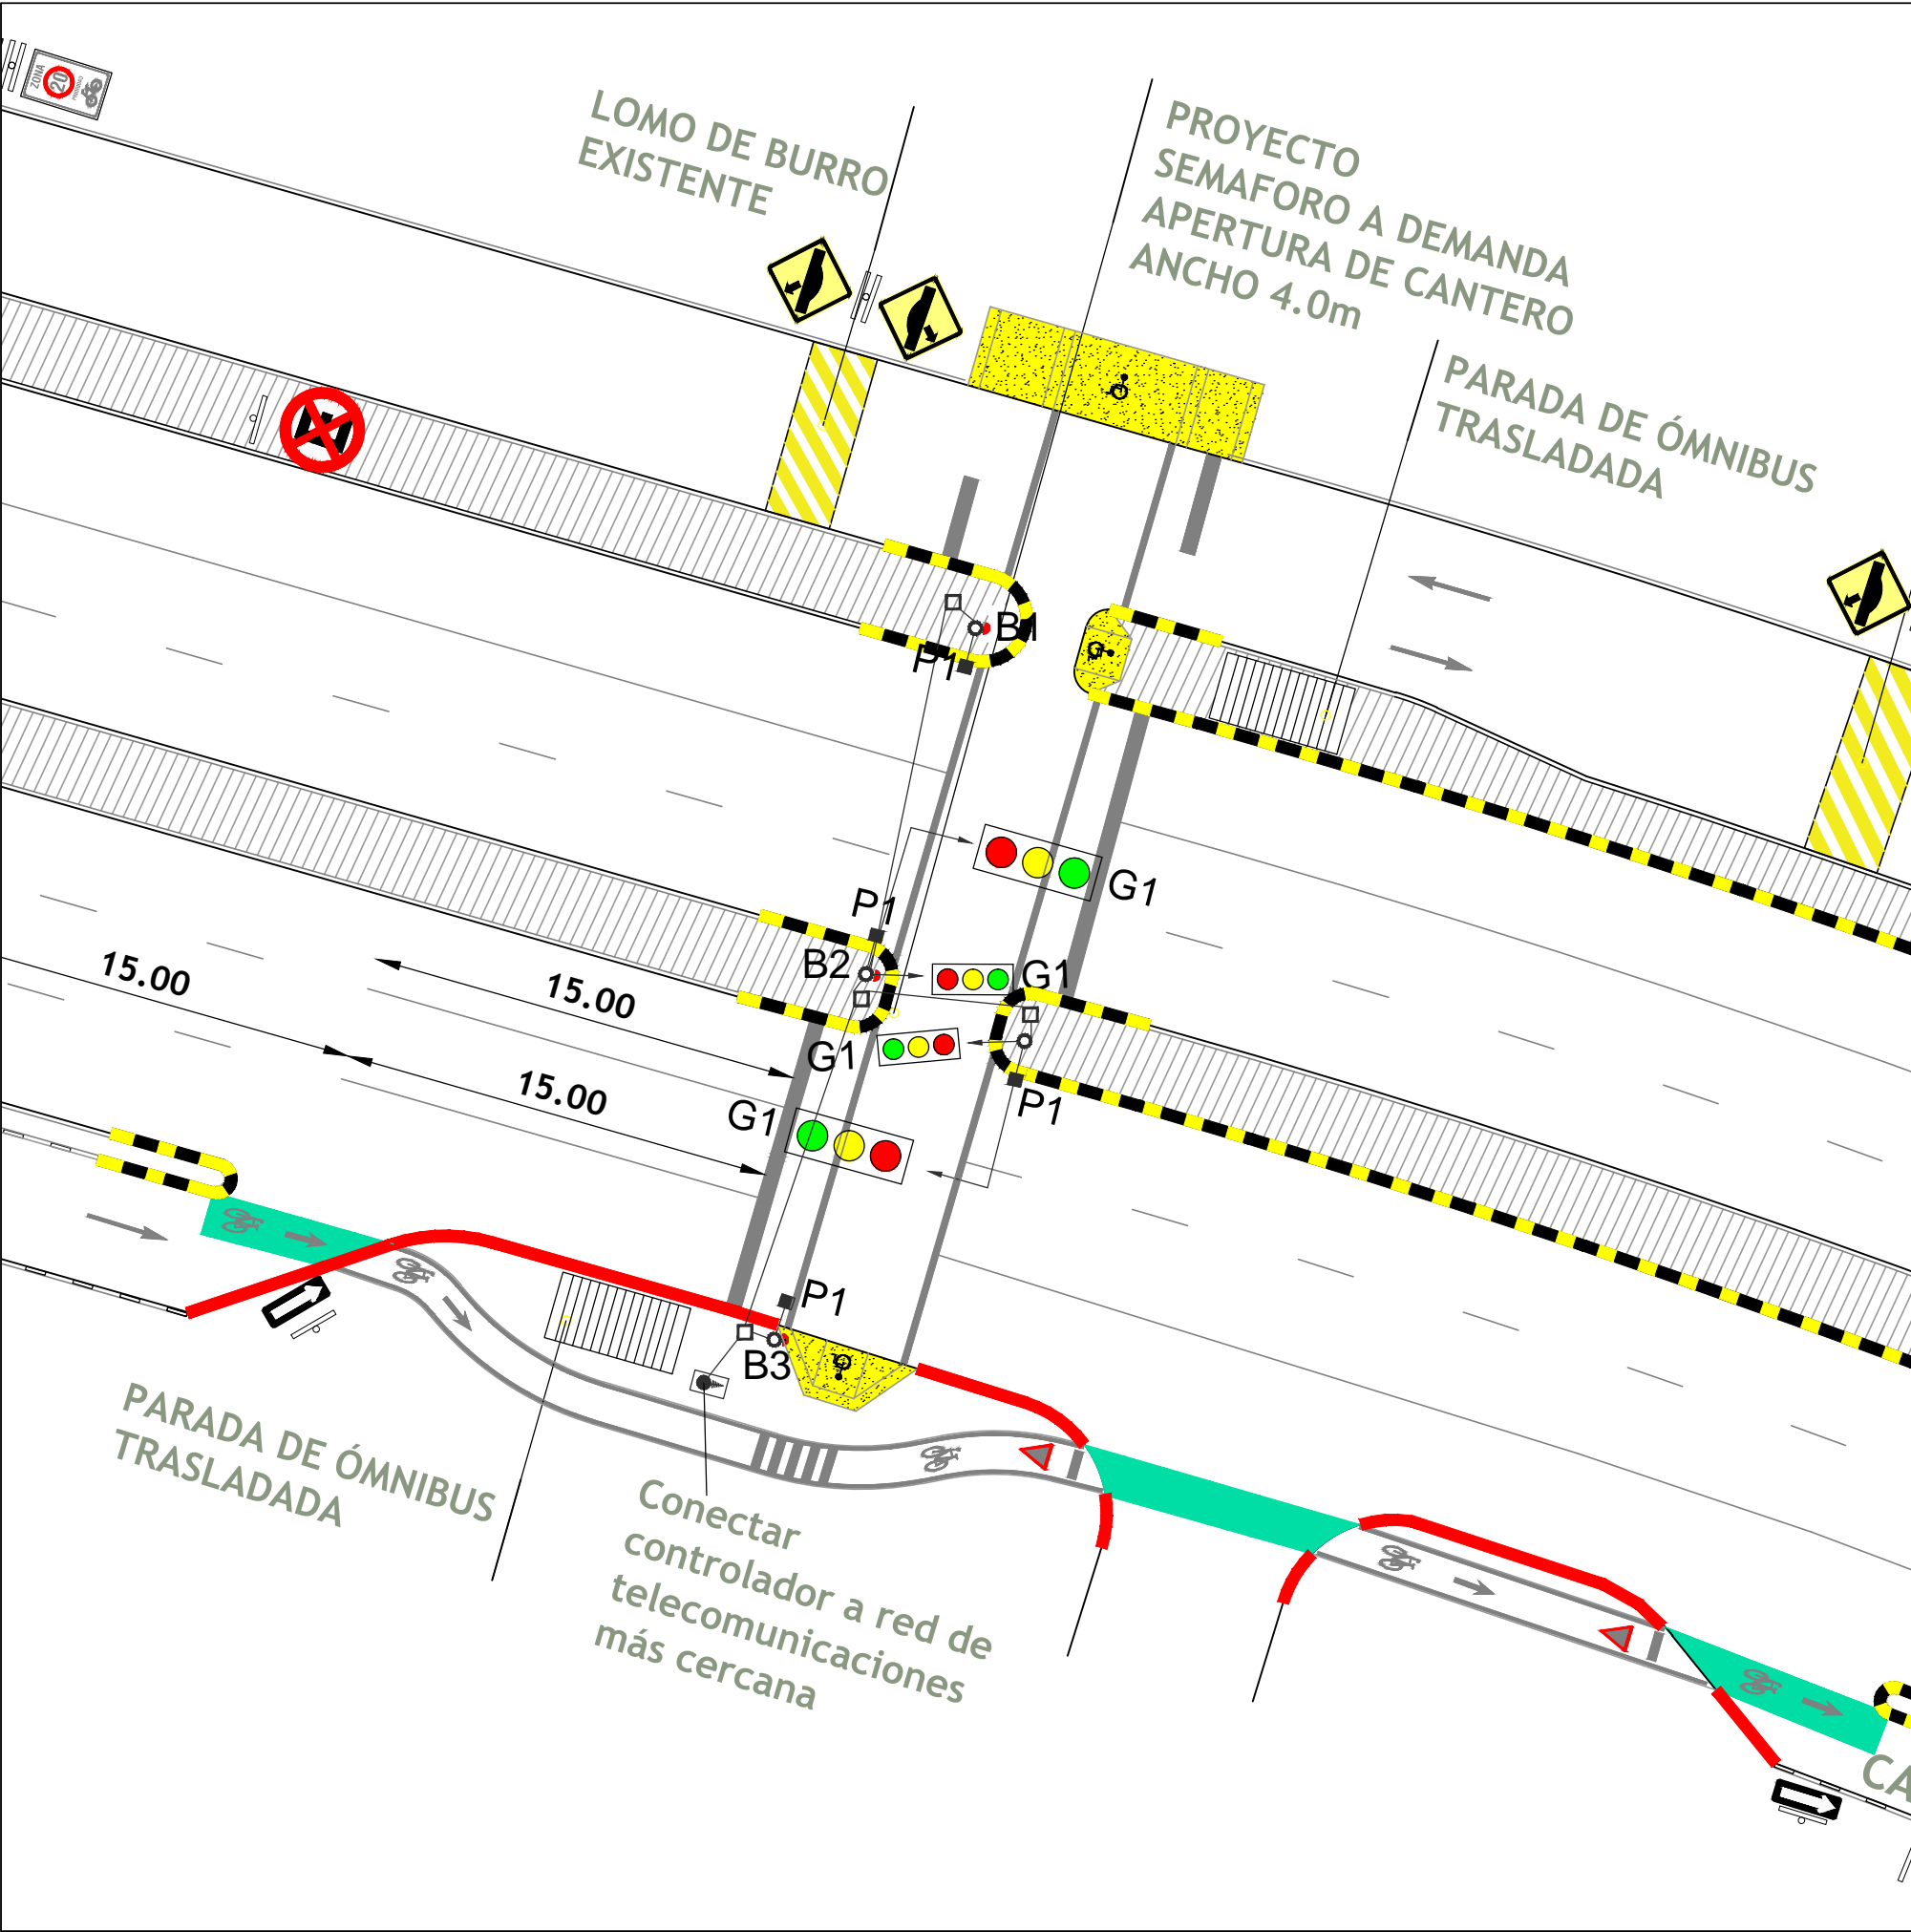 ZONA
20
PRIORIDAD
LOMO DE BURRO
EXISTENTE
PROYECTO
SEMAFORO A DEMANDA
APERTURA DE CANTERO
ANCHO 4.0m
PARADA DE ÓMNIBUS
TRASLADADA
B1
P1
G1
P1
B2
G1
15.00
15.00
G1
P1
15.00
G1
P1
B3
PARADA DE ÓMNIBUS
TRASLADADA
Conectar
controlador a red de
telecomunicaciones
más cercana
CA